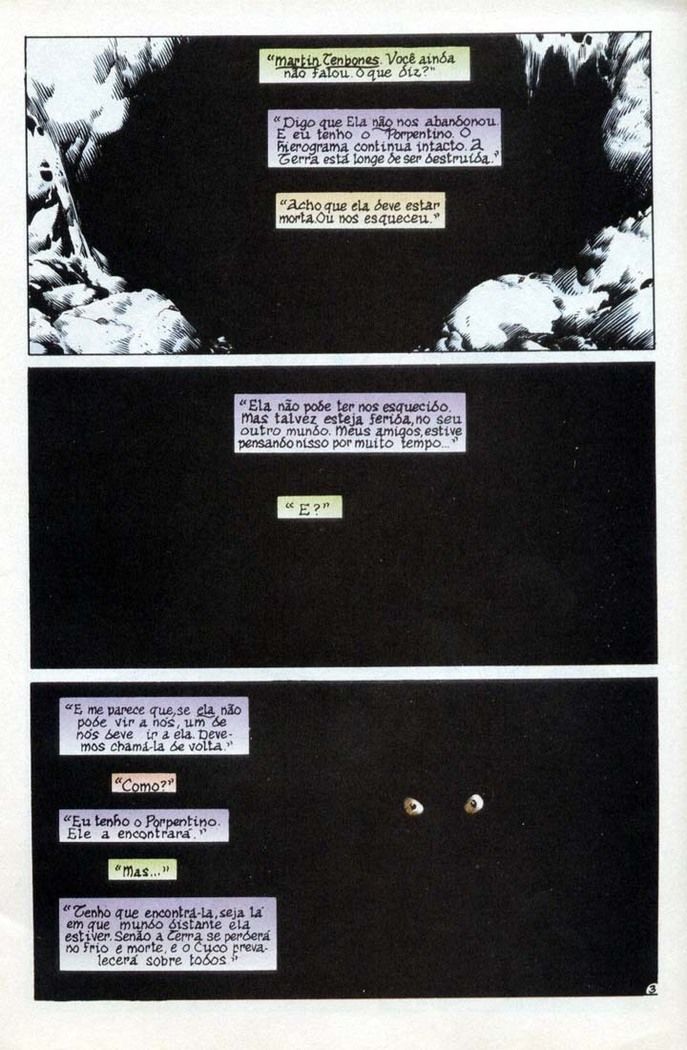 “Martin Tenbones. Você ainda
não falou. O que diz?”
“Digo que Ela não nos abandonou.
E eu tenho o Porpentino. O
hierograma continua intacto. A
Terra está longe de ser destruída.”
“Acho que ela deve estar
morta. Ou nos esqueceu.”
“Ela não pode ter nos esquecido.
Mas talvez esteja ferida, no seu
outro mundo. Meus amigos, estive
pensando nisso por muito tempo...”
“E?”
“E me parece que, se ela não
pode vir a nós, um de
nós deve ir a ela. Deve-
mos chamá-la de volta.”
“Como?”
“Eu tenho o Porpentino.
Ele a encontrará.”
“Mas...”
“Tenho que encontrá-la, seja lá
em que mundo distante ela
estiver. Senão a Terra se perderá
no frio e morte, e o Cuco preva-
lecerá sobre todos.”
3